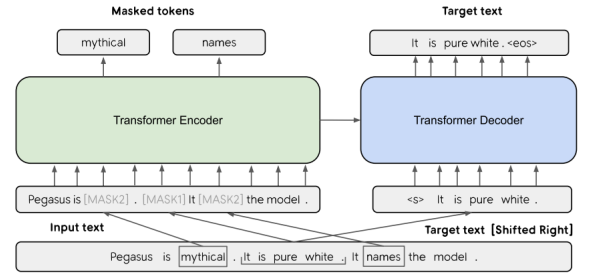 Masked tokens
Target text
mythical
names
It is pure white . <eos>
Transformer Encoder
Transformer Decoder
Pegasus is [MASK2] . [MASK1] It [MASK2] the model .
<s> It is pure white .
Input text
Target text [Shifted Right]
Pegasus is mythical . It is pure white . It names the model .